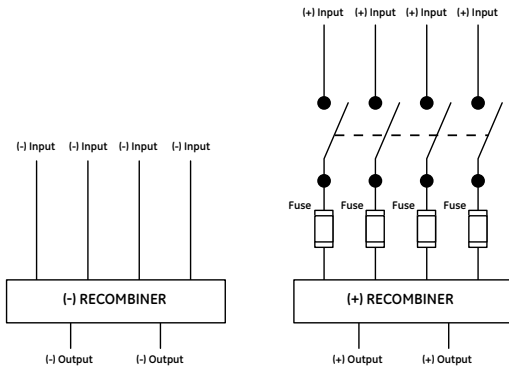 (+) Input (+) Input (+) Input (+) Input
(-) Input (-) Input (-) Input (-) Input
Fuse Fuse Fuse Fuse
(-) RECOMBINER
(+) RECOMBINER
(-) Output (-) Output
(+) Output (+) Output